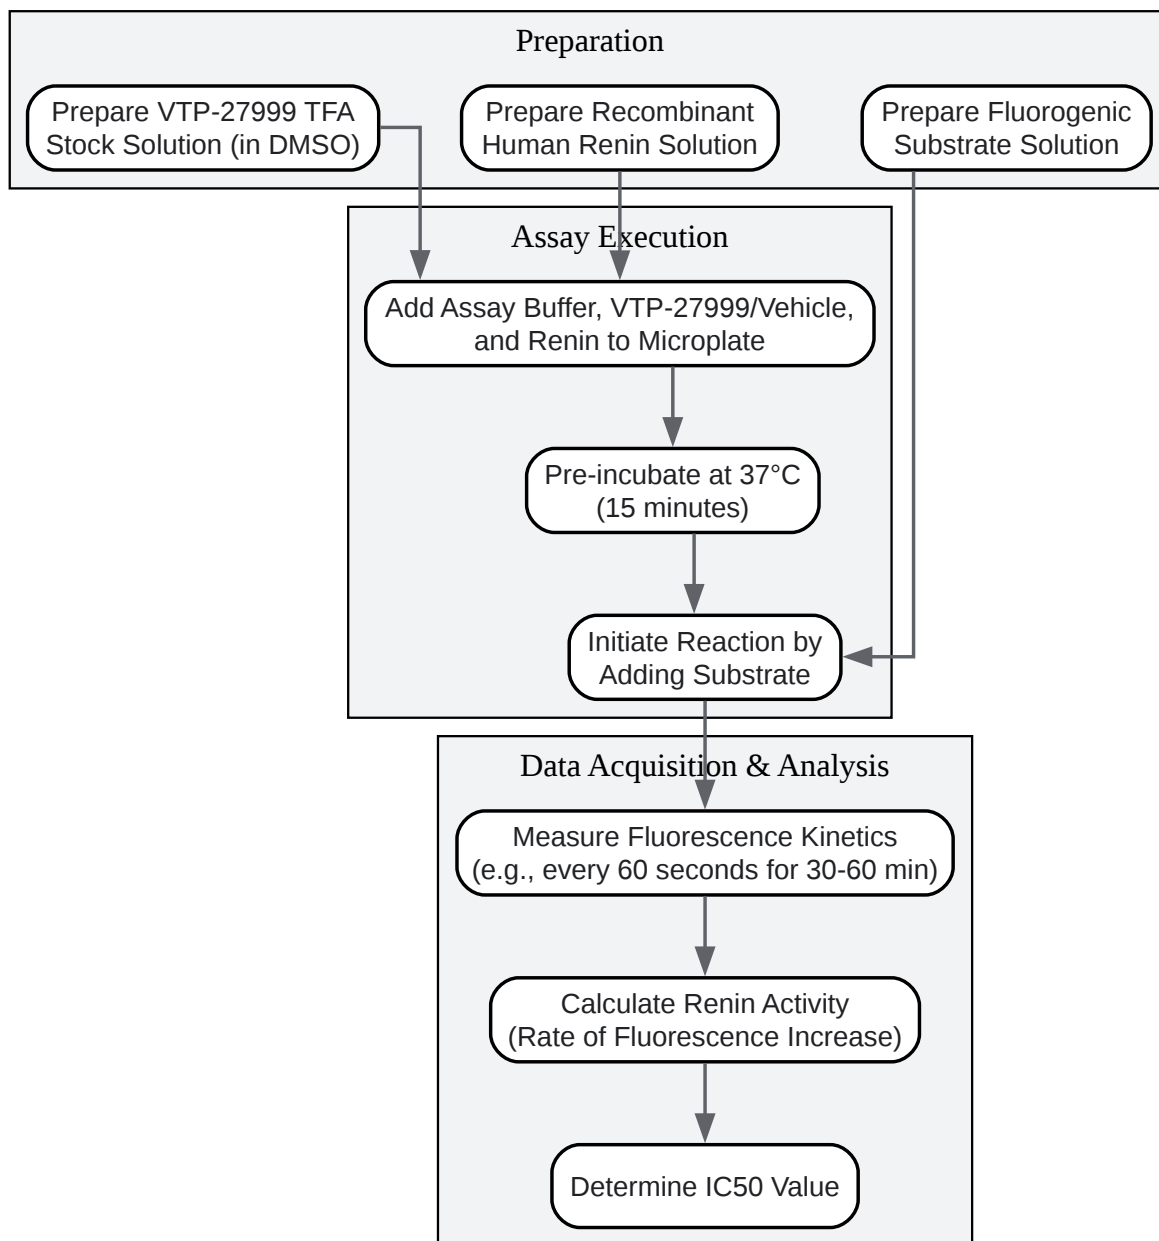 Preparation
Prepare VTP-27999 TFA
Stock Solution (in DMSO)
Prepare Recombinant
Human Renin Solution
Prepare Fluorogenic
Substrate Solution
Assay Execution
Add Assay Buffer, VTP-27999/Vehicle,
and Renin to Microplate
Pre-incubate at 37°C
(15 minutes)
Initiate Reaction by
Adding Substrate
Data Acquisition & Analysis
Measure Fluorescence Kinetics
(e.g., every 60 seconds for 30-60 min)
Calculate Renin Activity
(Rate of Fluorescence Increase)
Determine IC50 Value